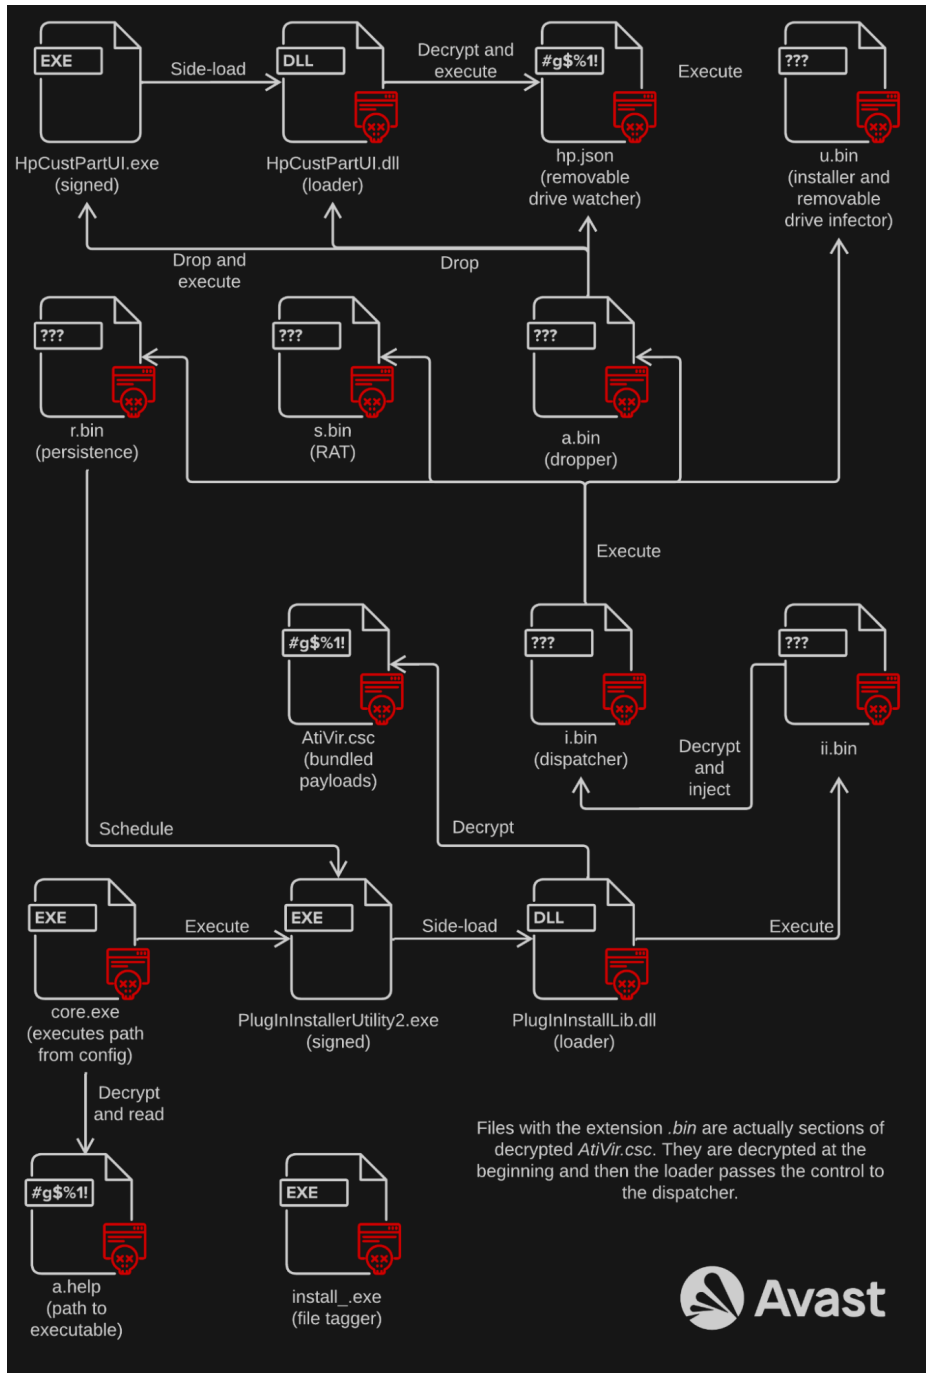 EXE
DLL
#g$%1!
???
Side-load
Decrypt and
execute
Execute
HpCustPartUI.exe
(signed)
HpCustPartUI.dll
(loader)
hp.json
(removable
drive watcher)
u.bin
(installer and
removable
drive infector)
Drop and
execute
Drop
???
???
???
r.bin
(persistence)
s.bin
(RAT)
a.bin
(dropper)
Execute
#g$%1!
???
???
AtiVir.csc
(bundled
payloads)
i.bin
(dispatcher)
Decrypt
and
inject
ii.bin
Schedule
Decrypt
EXE
EXE
DLL
Execute
Side-load
Execute
core.exe
(executes path
from config)
PlugInInstallerUtility2.exe
(signed)
PlugInInstallLib.dll
(loader)
Decrypt
and read
Files with the extension .bin are actually sections of
decrypted AtiVir.csc. They are decrypted at the
beginning and then the loader passes the control to
the dispatcher.
#g$%1!
EXE
a.help
(path to
executable)
install_.exe
(file tagger)
Avast